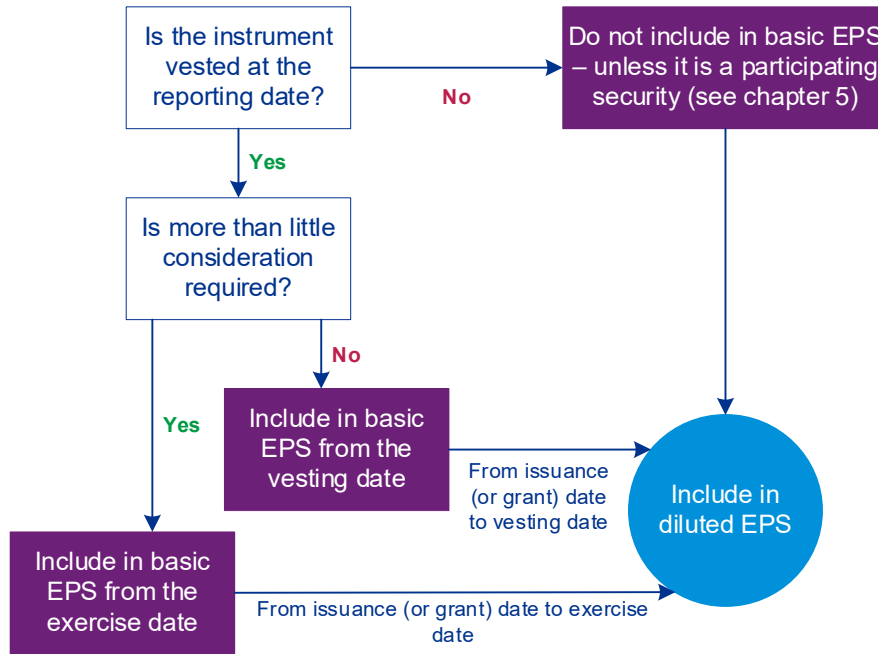 Is the instrument
vested at the
reporting date?
No
Do not include in basic EPS
– unless it is a participating
security (see chapter 5)
Yes
Is more than little
consideration
required?
No
Yes
Include in basic
EPS from the
vesting date
From issuance
(or grant) date
to vesting date
Include in
diluted EPS
Include in basic
EPS from the
exercise date
From issuance (or grant) date to exercise
date